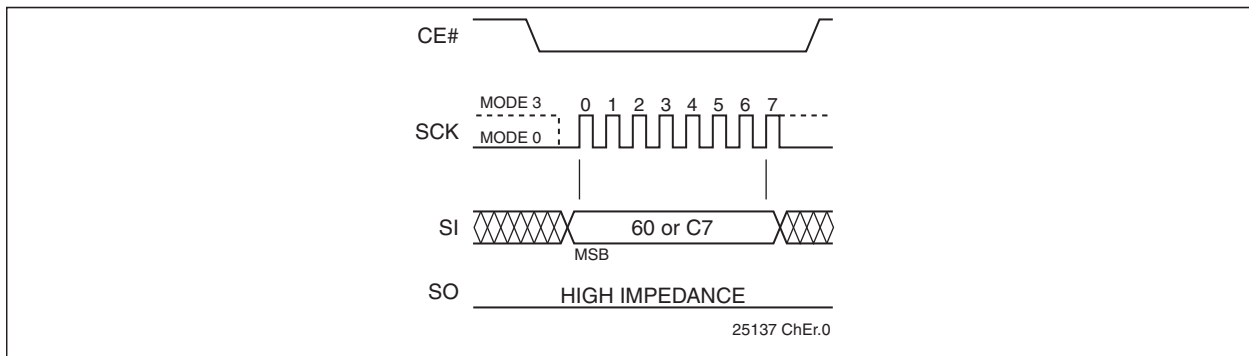 CE#
MODE 3 0 1 2 3 4 5 6 7
SCK
MODE 0
SI 60 or C7
MSB
SO HIGH IMPEDANCE
25137 ChEr.0